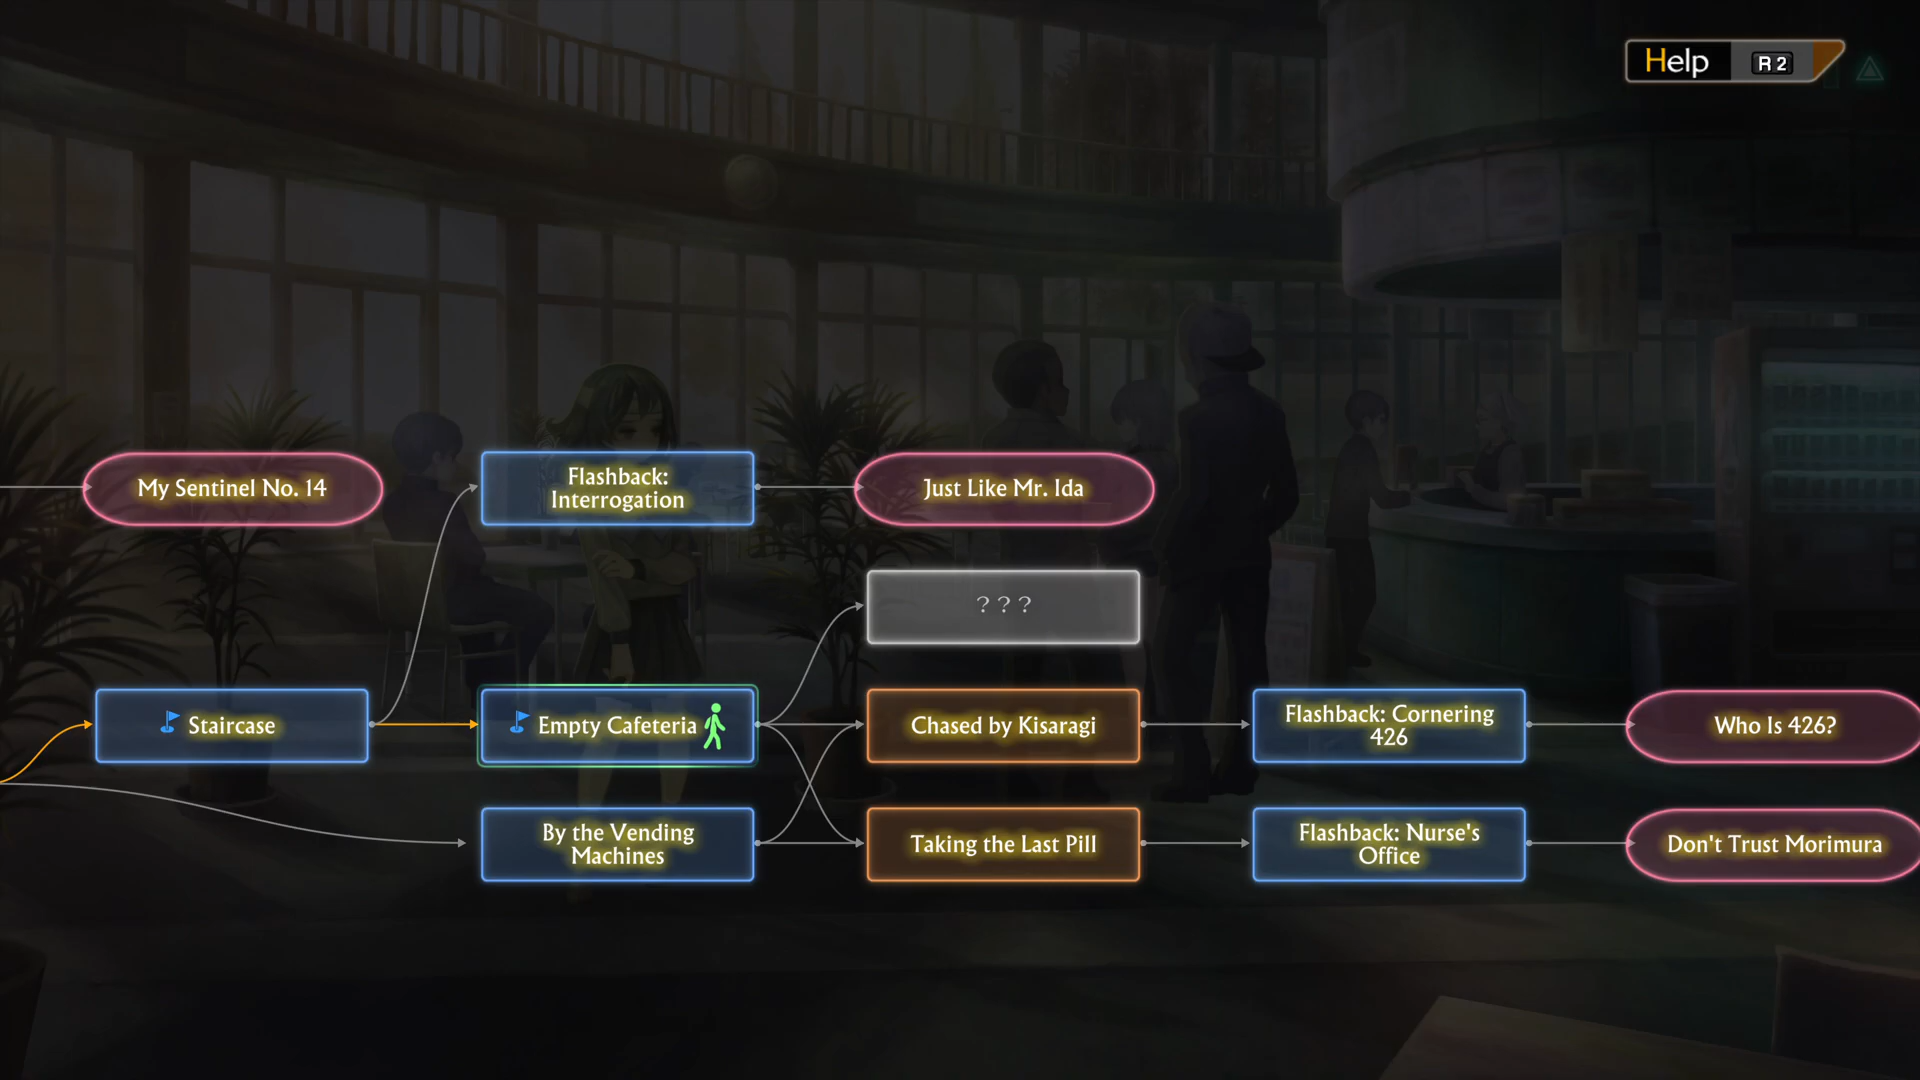 Help R2
My Sentinel No. 14
Flashback:
Interrogation
Just Like Mr. Ida
???
Staircase
Empty Cafeteria
Chased by Kisaragi
Flashback: Cornering
426
Who Is 426?
By the Vending
Machines
Taking the Last Pill
Flashback: Nurse's
Office
Don't Trust Morimura